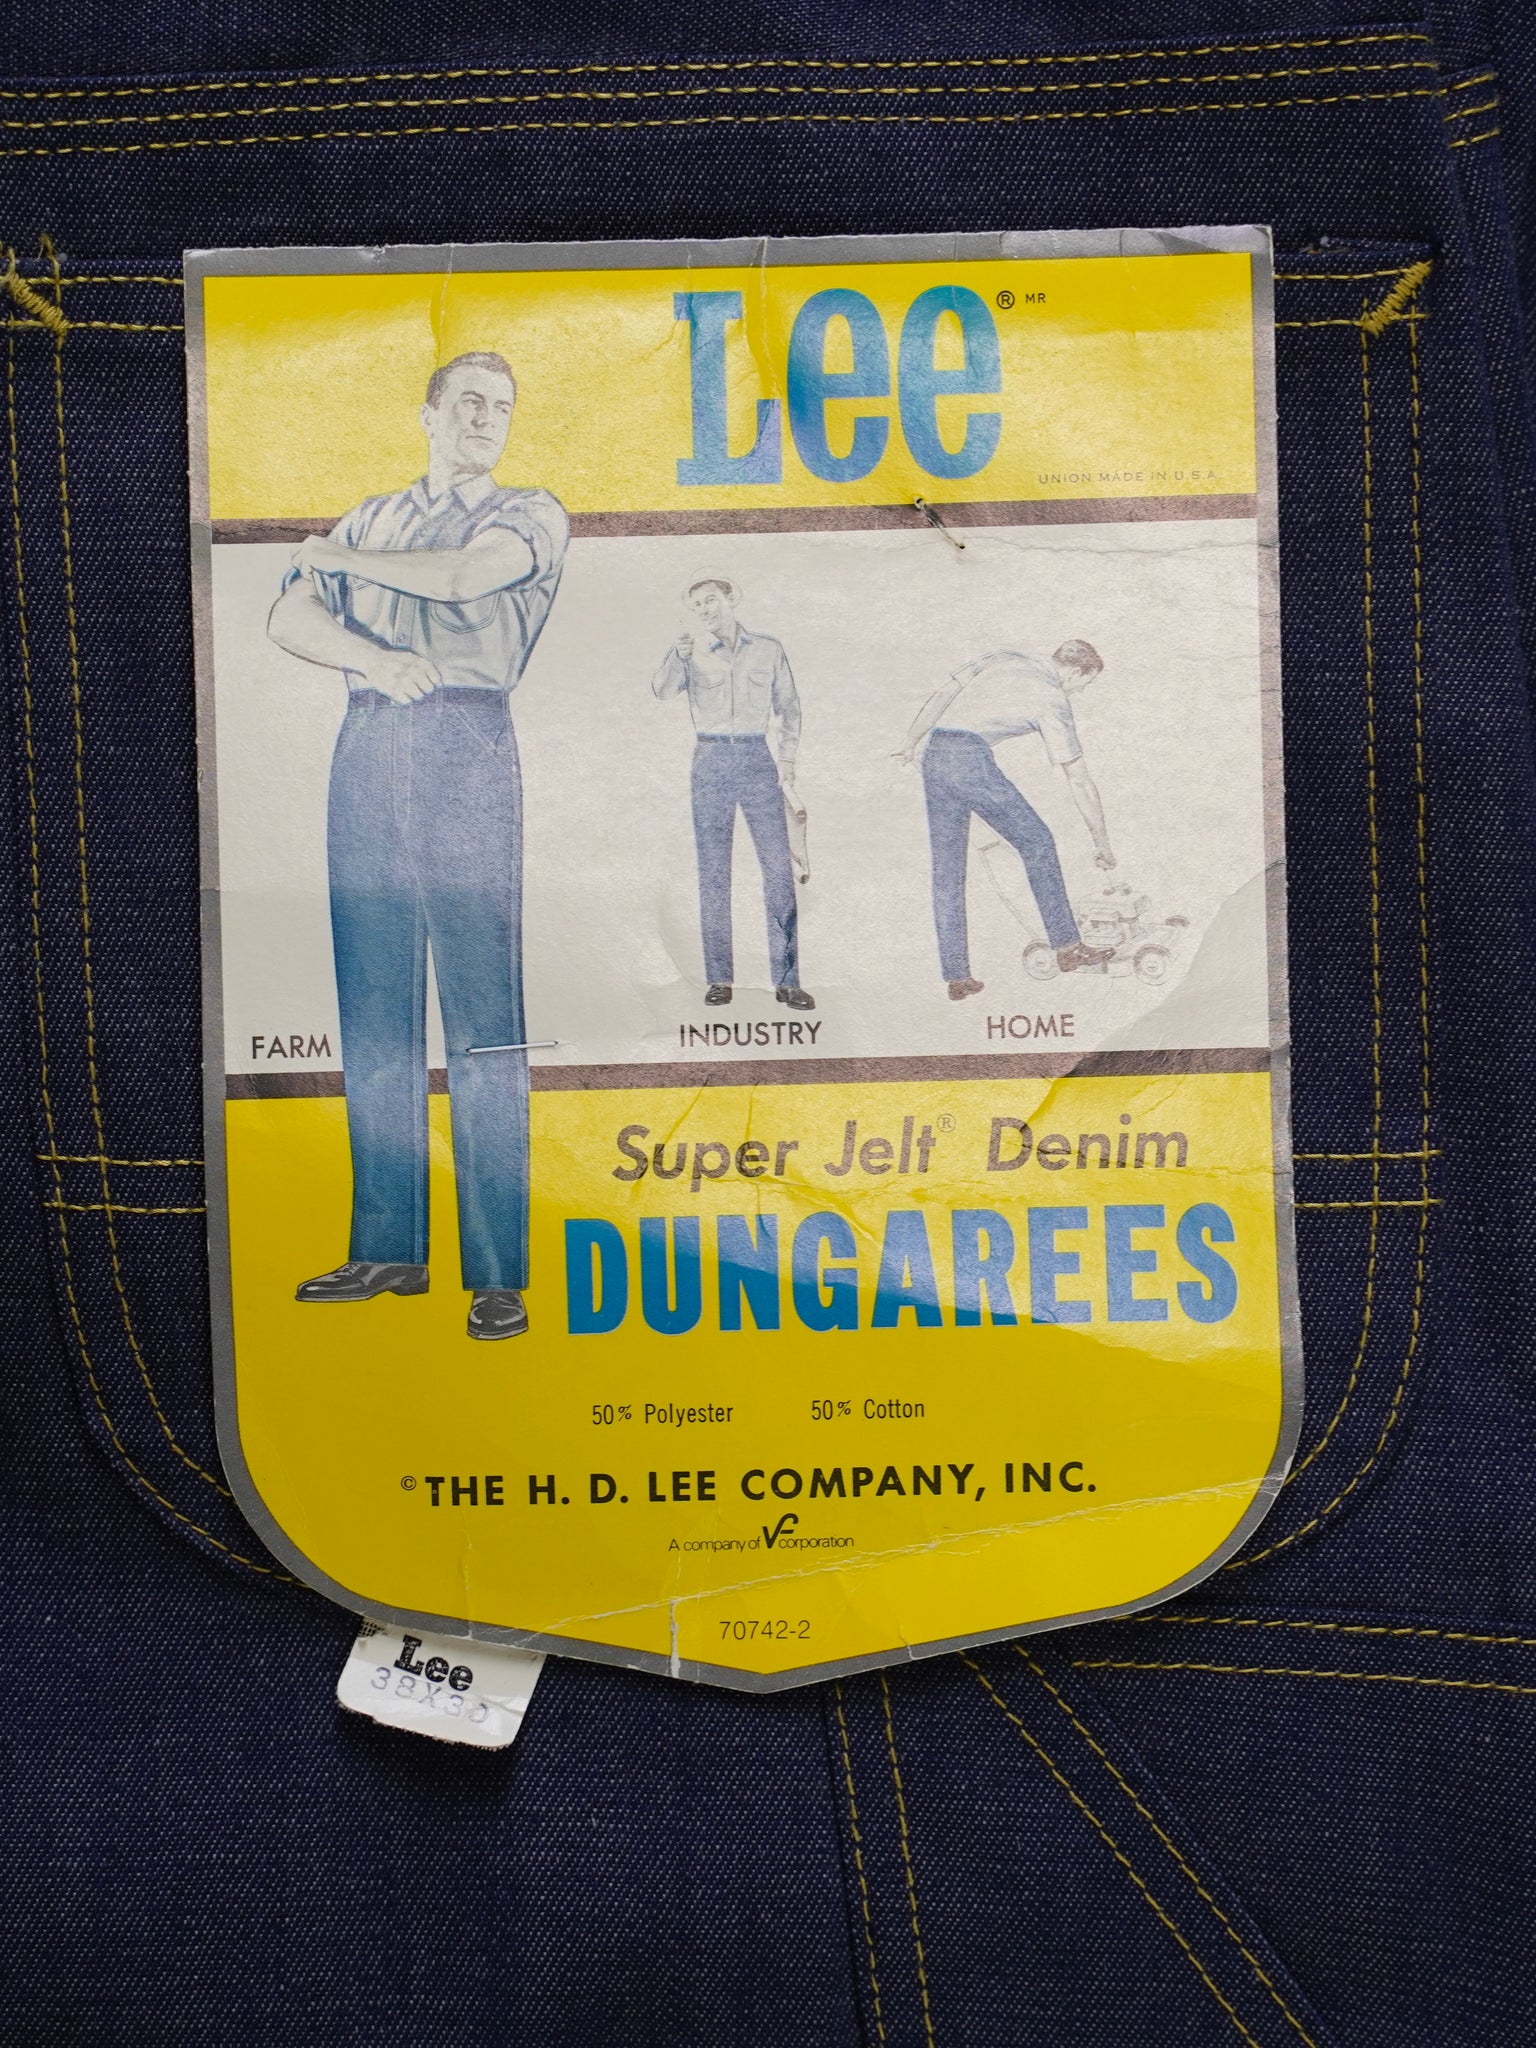 Lee® MR
UNION MADE IN U.S.A.
FARM
INDUSTRY
HOME
Super Jelt® Denim
DUNGAREES
50% Polyester 50% Cotton
© THE H. D. LEE COMPANY, INC.
A company of VF corporation
70742-2
Lee
38X30